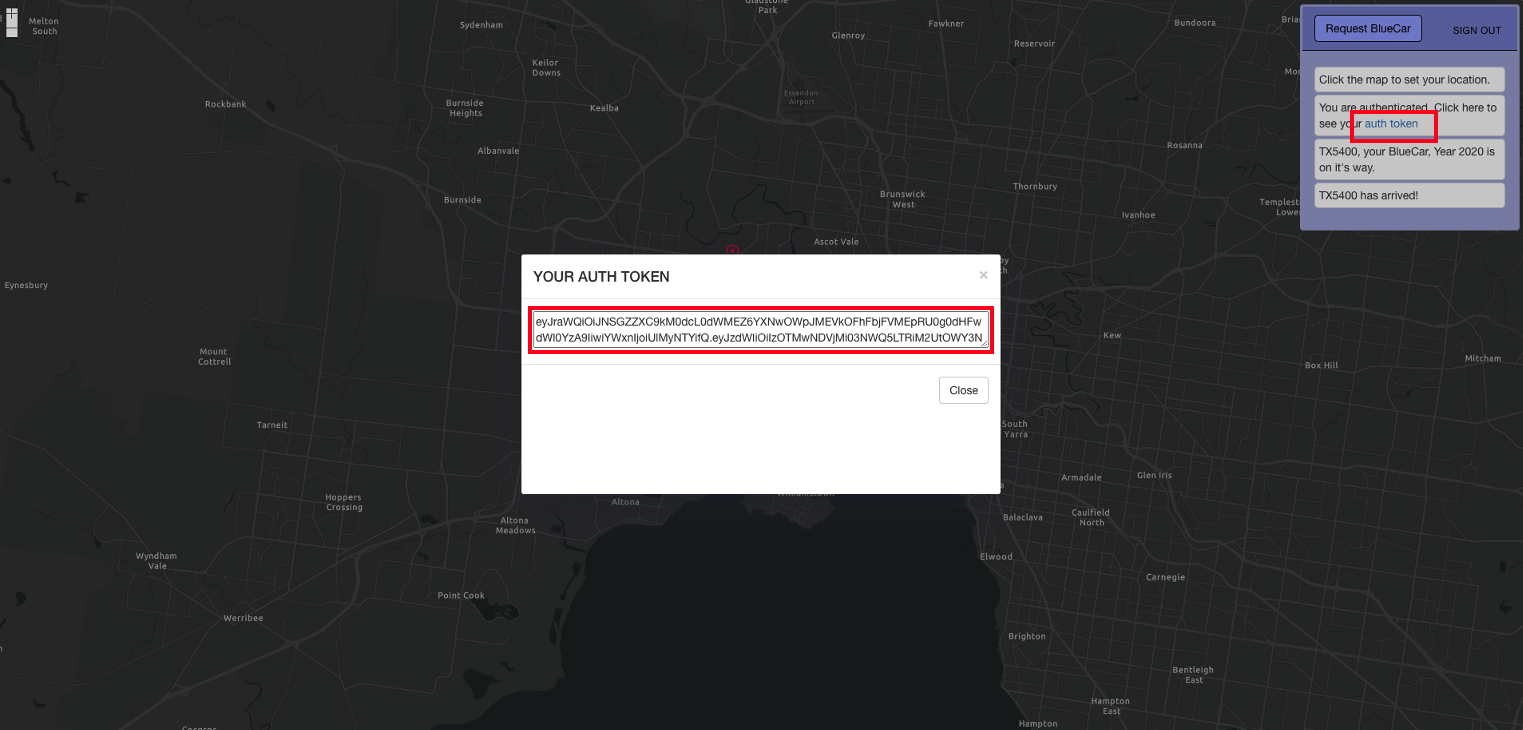 Request BlueCar
SIGN OUT
Click the map to set your location.
You are authenticated. Click here to
see your auth token
TX5400, your BlueCar, Year 2020 is
on it's way.
TX5400 has arrived!
YOUR AUTH TOKEN
×
Close
Melton
South
Sydenham
Park
Fawkner
Bundoora
Glenroy
Reservoir
Keilor
Downs
Essendon
Airport
Rockbank
Burnside
Heights
Kealba
Albanvale
Rosanna
Burnside
Brunswick
West
Thornbury
Ivanhoe
Ascot Vale
Eynesbury
Kew
Mount
Cottrell
Box Hill
Mitcham
Tarneit
South
Yarra
Armadale
Glen Iris
Hoppers
Crossing
Altona
Altona
Meadows
Balaclava
Caulfield
North
Wyndham
Vale
Elwood
Carnegie
Point Cook
Werribee
Brighton
Bentleigh
East
Hampton
East
Hampton